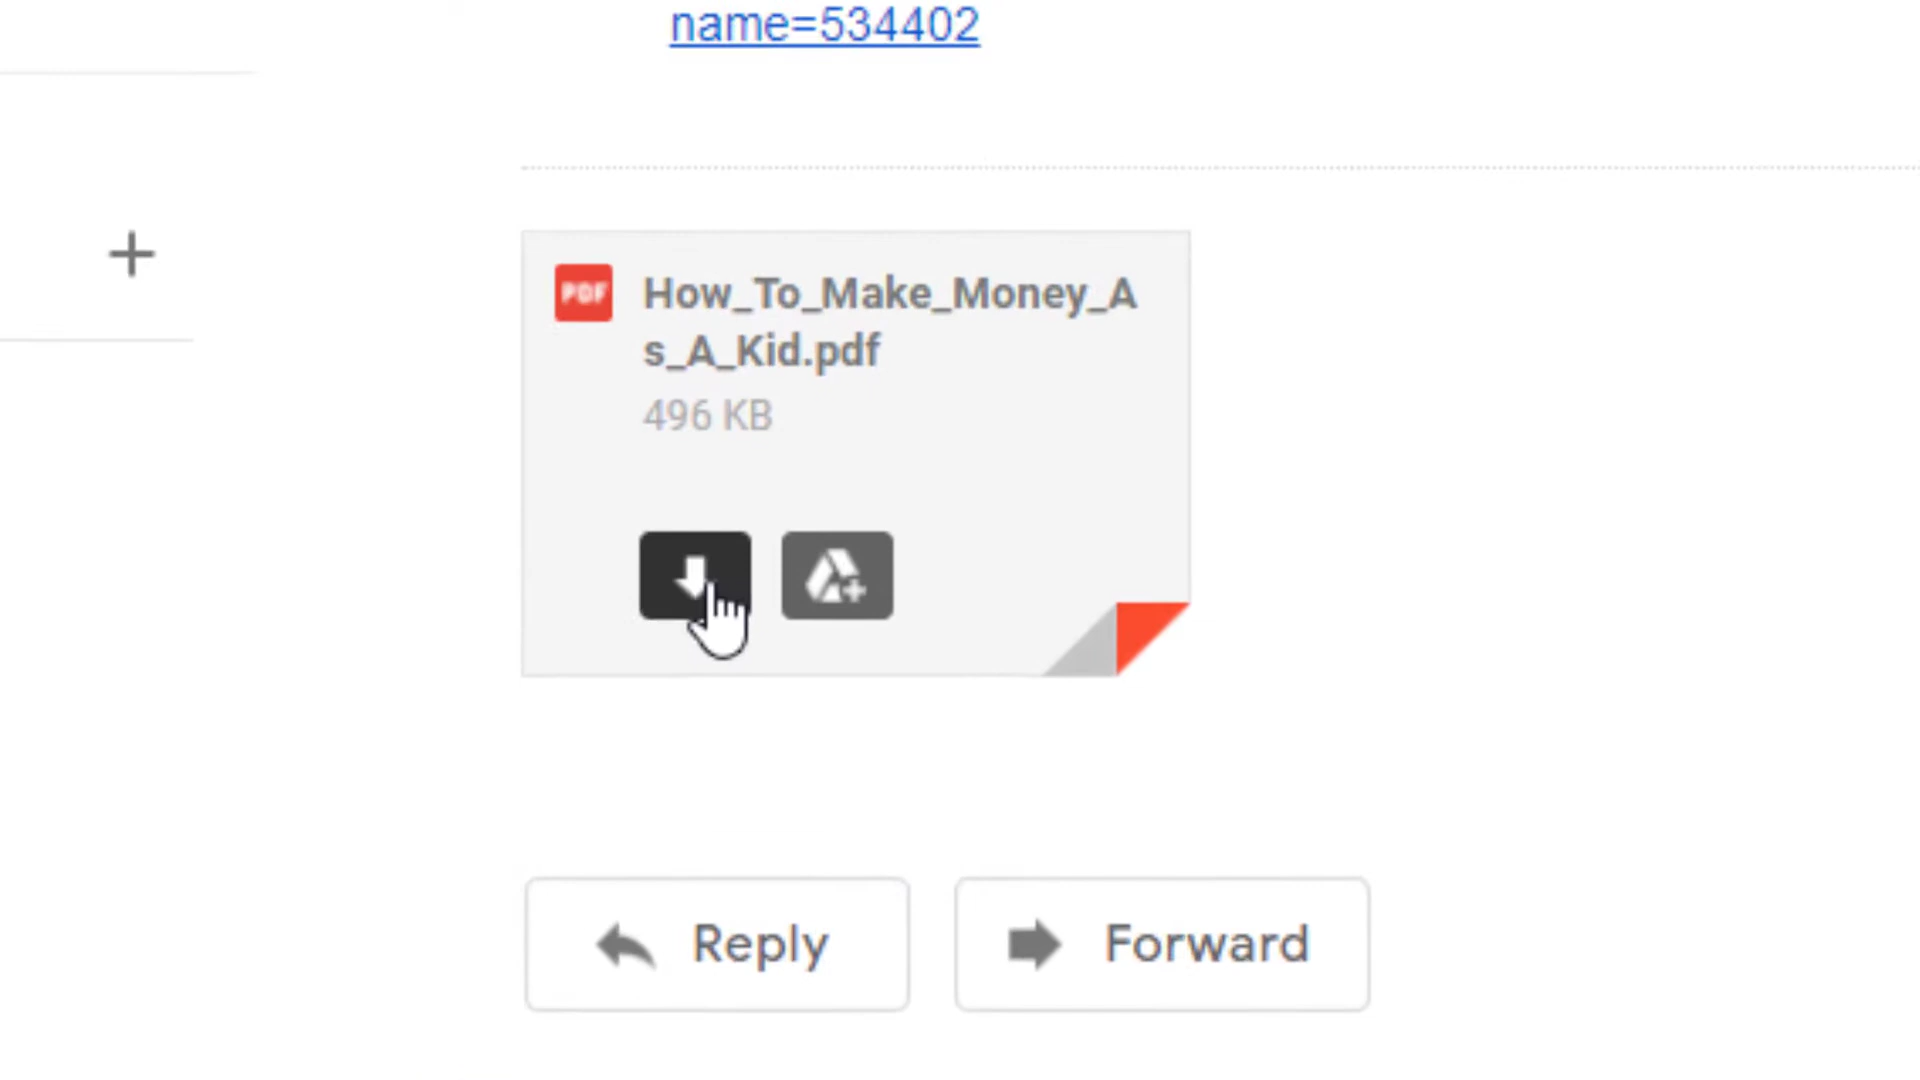 name=534402
PDF
How_To_Make_Money_A
s_A_Kid.pdf
496 KB
Reply
Forward